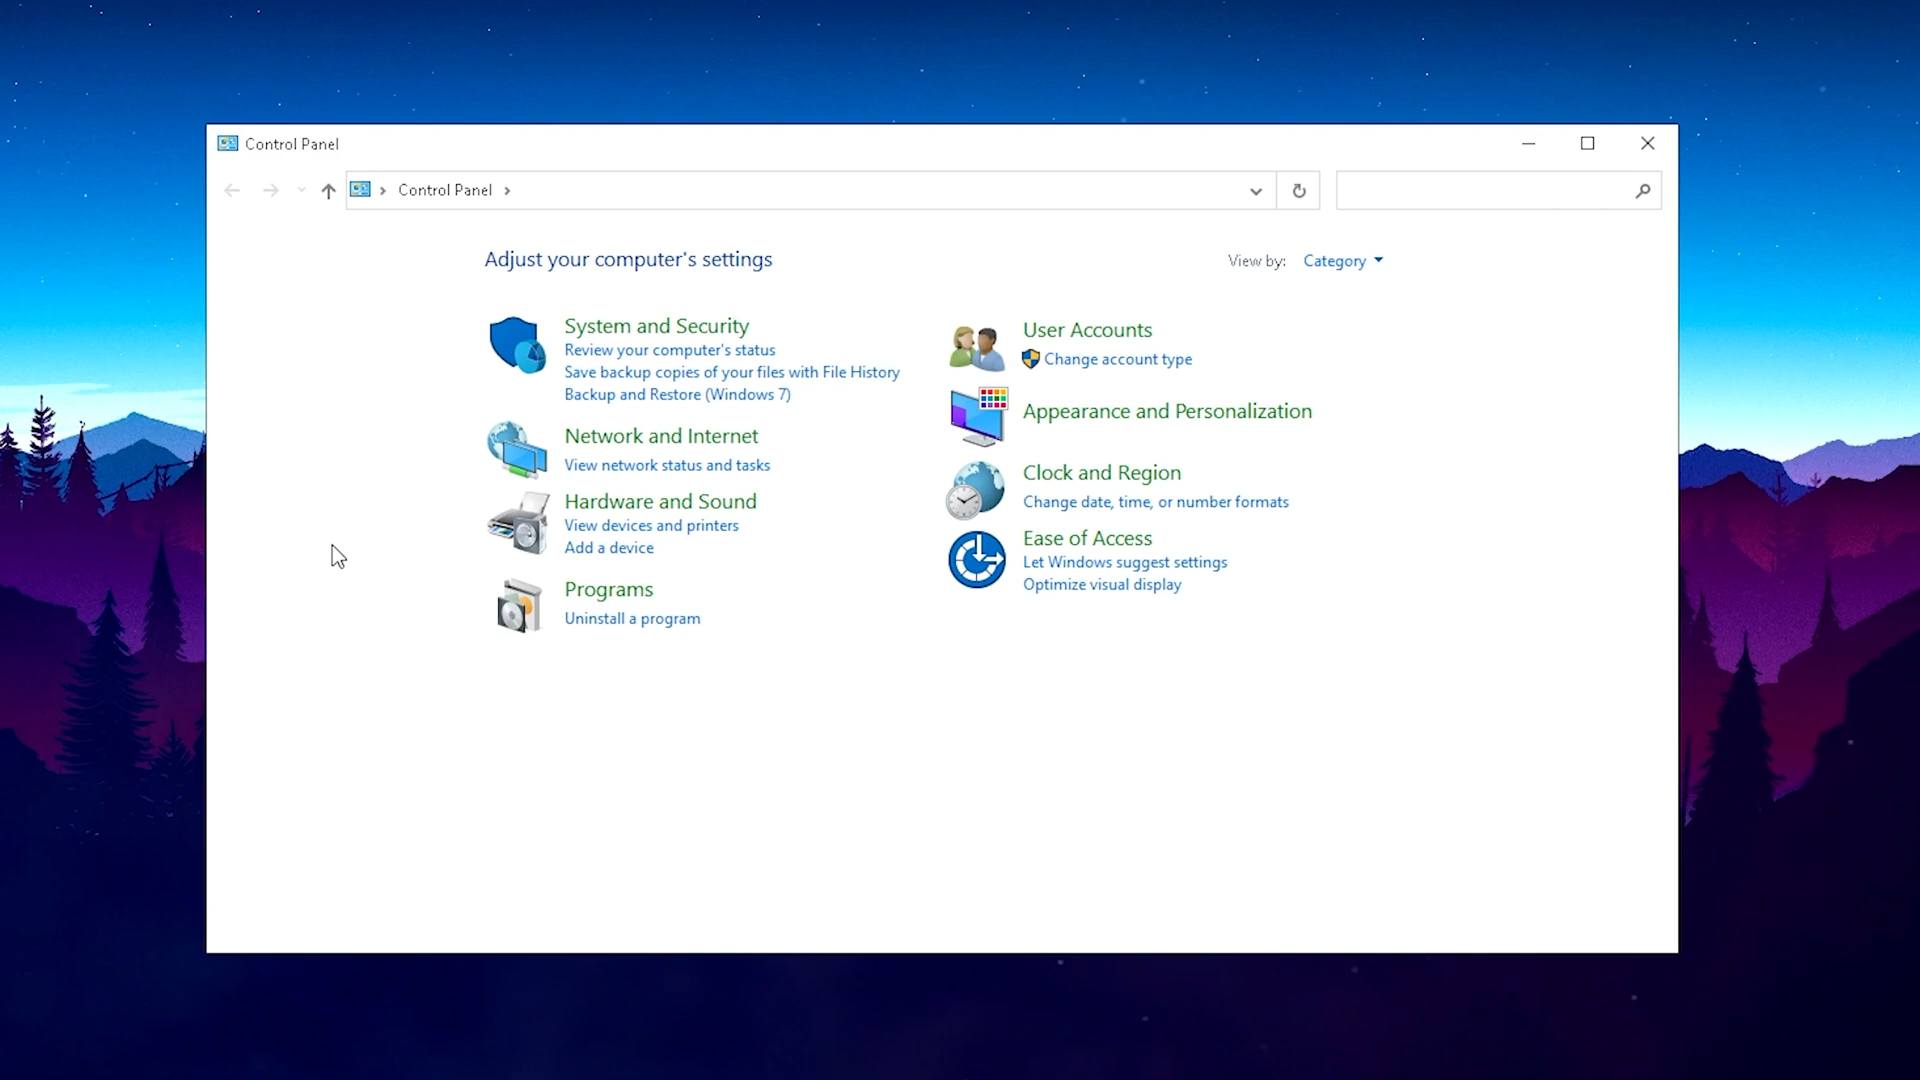 Control Panel
Control Panel
Adjust your computer's settings
View by: Category
System and Security
Review your computer's status
Save backup copies of your files with File History
Backup and Restore (Windows 7)
Network and Internet
View network status and tasks
Hardware and Sound
View devices and printers
Add a device
Programs
Uninstall a program
User Accounts
Change account type
Appearance and Personalization
Clock and Region
Change date, time, or number formats
Ease of Access
Let Windows suggest settings
Optimize visual display